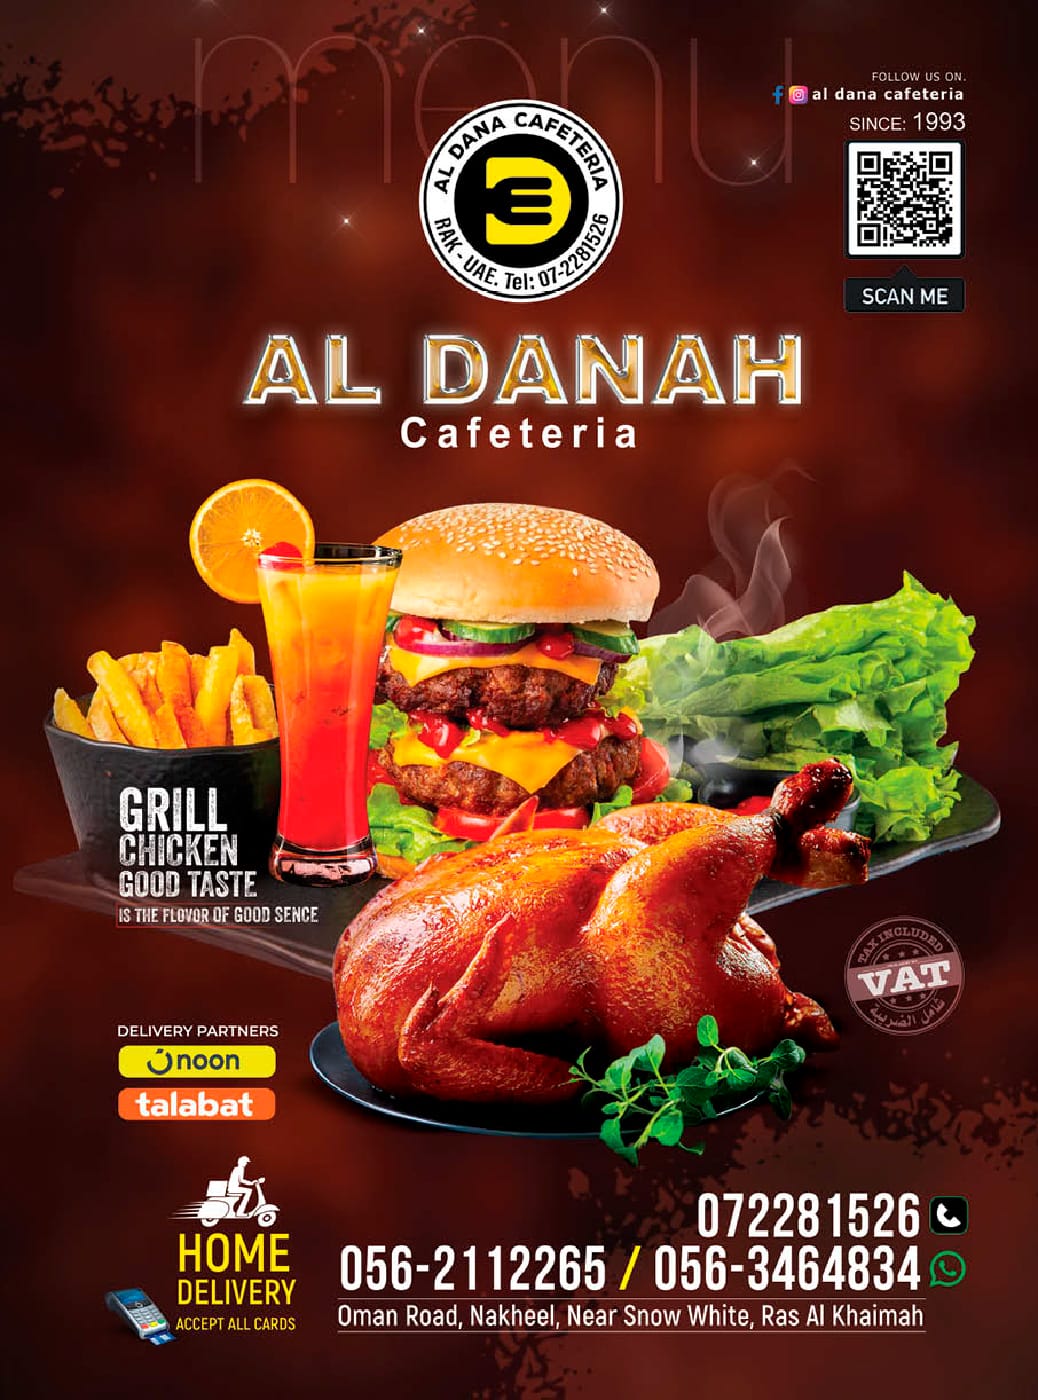 menu
FOLLOW US ON.
al dana cafeteria
SINCE: 1993
SCAN ME
AL DANA CAFETERIA
RAK - UAE. Tel: 07-2281526
AL DANAH
Cafeteria
GRILL
CHICKEN
GOOD TASTE
IS THE FLOVOR OF GOOD SENCE
TAX INCLUDED
VAT
شامل الضريبة
DELIVERY PARTNERS
noon
talabat
HOME
DELIVERY
ACCEPT ALL CARDS
072281526
056-2112265 / 056-3464834
Oman Road, Nakheel, Near Snow White, Ras Al Khaimah